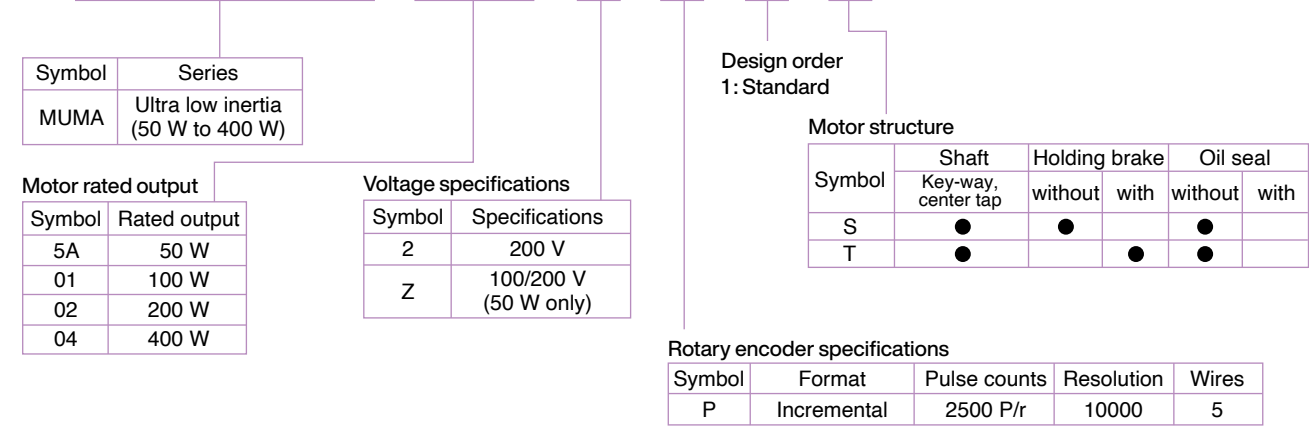 Design order
1: Standard
Symbol Series
MUMA Ultra low inertia
(50 W to 400 W)
Motor structure
Symbol Shaft Holding brake Oil seal
Key-way,
center tap without with without with
S ● ● ●
T ● ● ●
Motor rated output
Symbol Rated output
5A 50 W
01 100 W
02 200 W
04 400 W
Voltage specifications
Symbol Specifications
2 200 V
Z 100/200 V
(50 W only)
Rotary encoder specifications
Symbol Format Pulse counts Resolution Wires
P Incremental 2500 P/r 10000 5